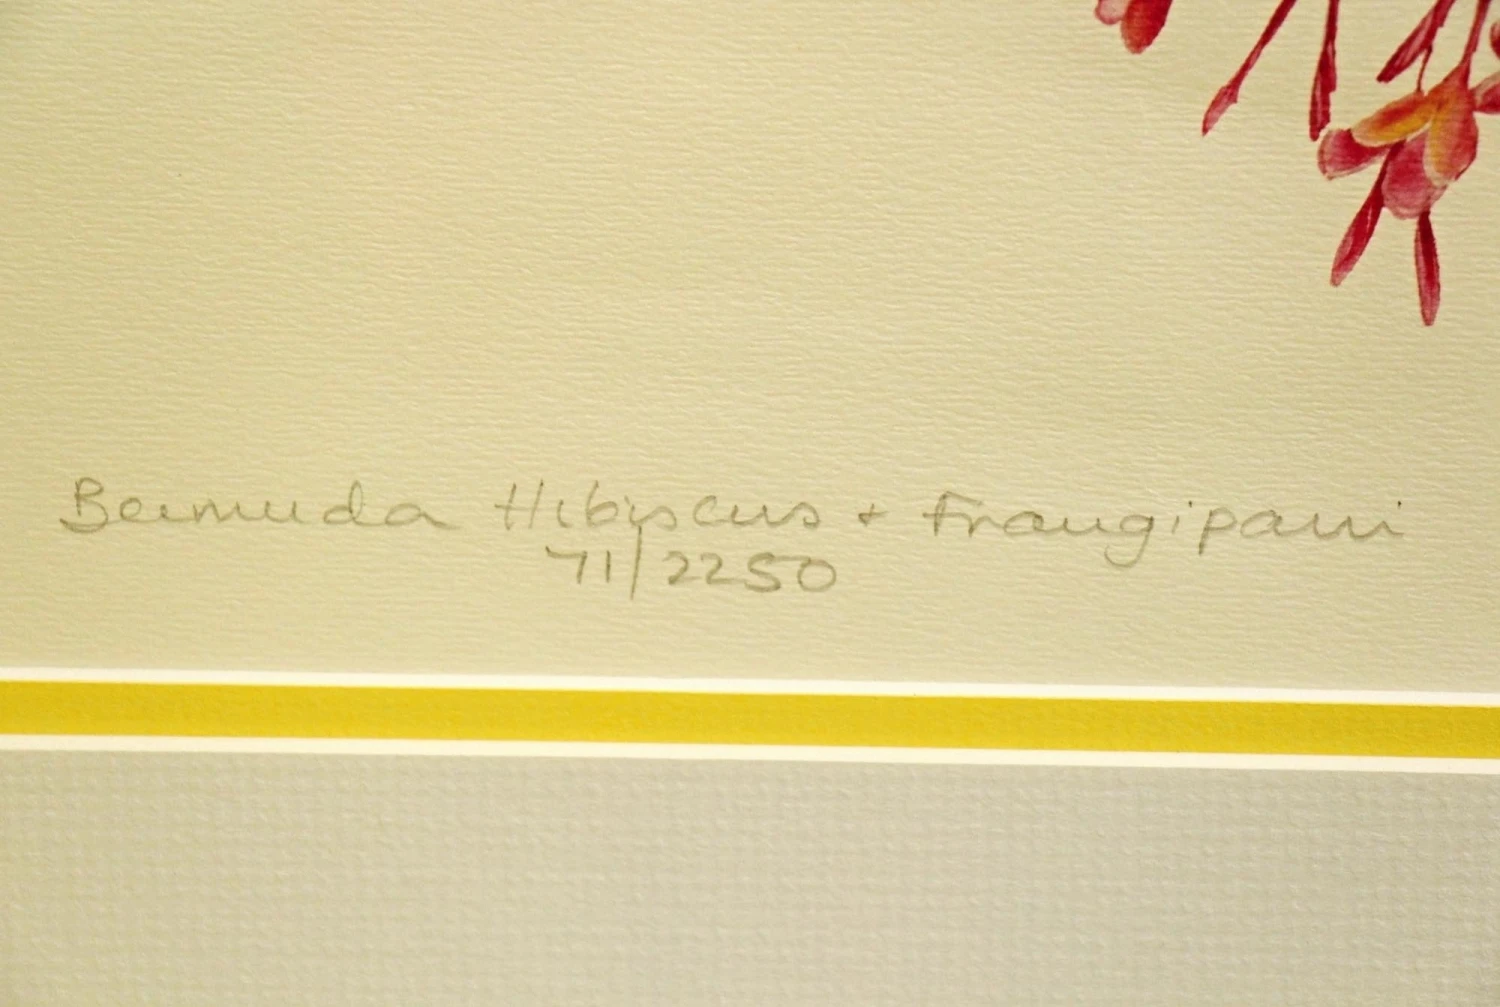 Bermuda Hibiscus + Frangipani
71/2250